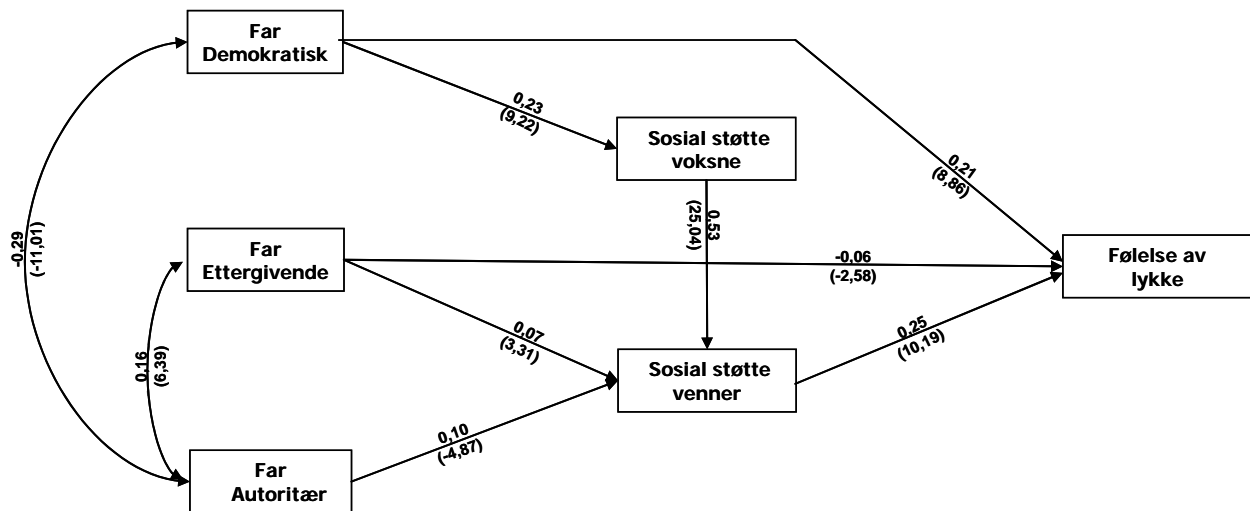 Far
Demokratisk
0,23
(9,22)
Sosial støtte
voksne
0,21
(8,86)
-0,29
(-11,01)
0,53
(25,04)
Far
Ettergivende
-0,06
(-2,58)
Følelse av
lykke
0,16
(6,39)
0,07
(3,31)
0,25
(10,19)
Sosial støtte
venner
0,10
(-4,87)
Far
Autoritær